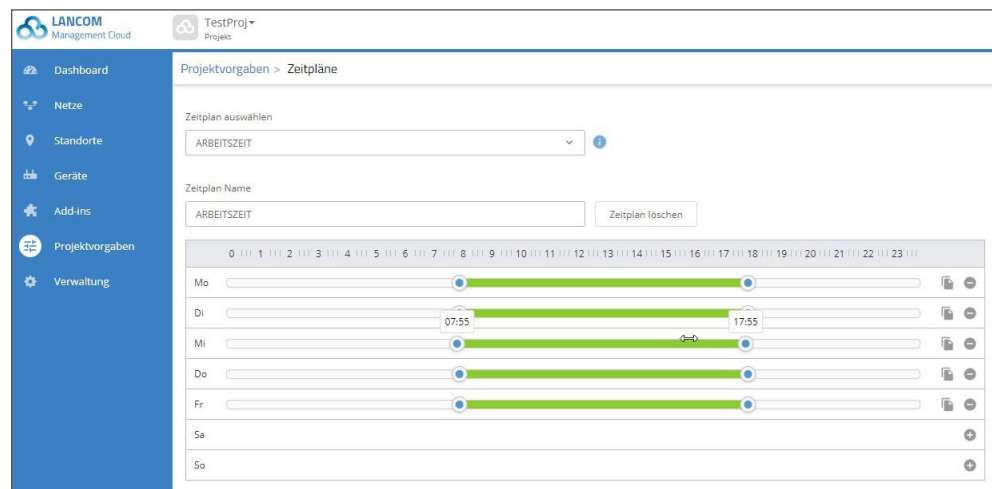 LANCOM
Management Cloud
TestProj
Projekt
Dashboard
Netze
Standorte
Geräte
Add-ins
Projektvorgaben
Verwaltung
Projektvorgaben > Zeitpläne
Zeitplan auswählen
ARBEITSZEIT
Zeitplan Name
ARBEITSZEIT
Zeitplan löschen
0 1 2 3 4 5 6 7 8 9 10 11 12 13 14 15 16 17 18 19 20 21 22 23
Mo
Di
07:55 17:55
Mi
Do
Fr
Sa
So